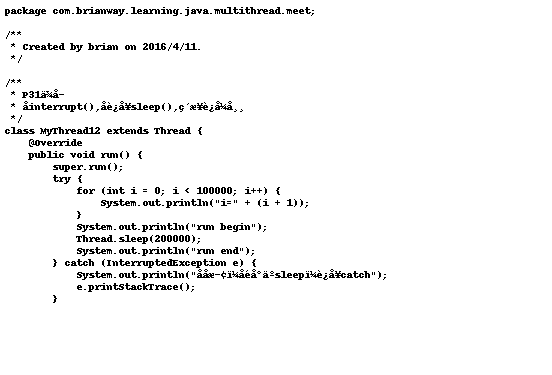 package com.brianway.learning.java.multithread.meet;
/**
 * Created by brian on 2016/4/11.
 */
/**
 * P31ä¾å­
 * åinterrupt(),åè¿å¥sleep(),ç´æ¥è¿å¼å¸¸
 */
class MyThread12 extends Thread {
    @Override
    public void run() {
        super.run();
        try {
            for (int i = 0; i < 100000; i++) {
                System.out.println("i=" + (i + 1));
            }
            System.out.println("run begin");
            Thread.sleep(200000);
            System.out.println("run end");
        } catch (InterruptedException e) {
            System.out.println("ååæ­¢ï¼åéå°äºsleepï¼è¿å¥catch");
            e.printStackTrace();
        }